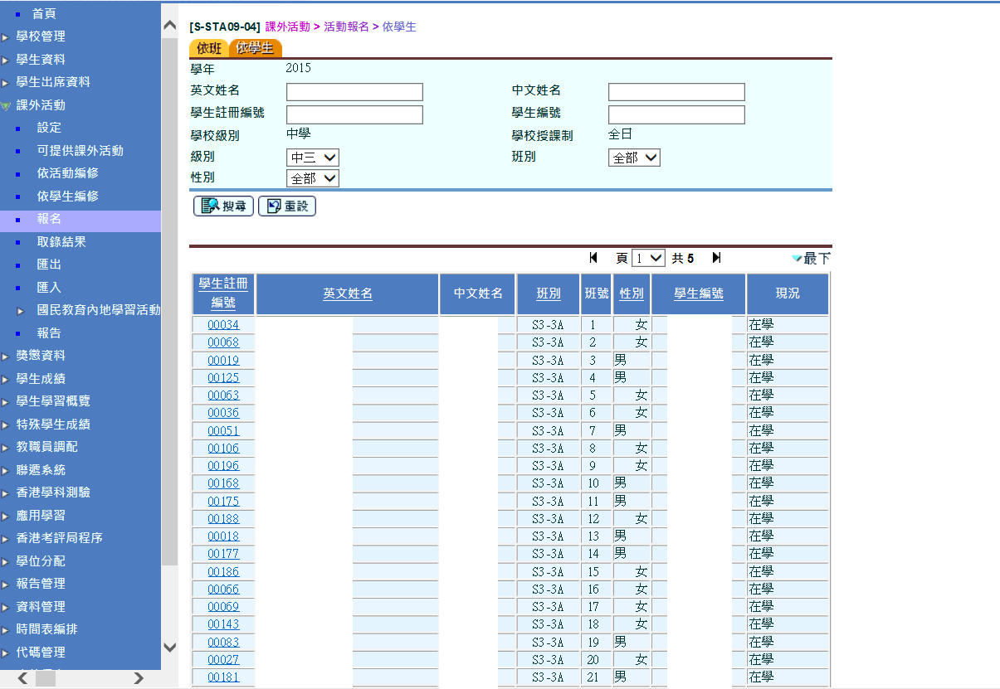 首頁
學校管理
學生資料
學生出席資料
課外活動
設定
可提供課外活動
依活動編修
依學生編修
報名
取錄結果
匯出
匯入
國民教育內地學習活動
報告
獎懲資料
學生成績
學生學習概覽
特殊學生成績
教職員調配
聯遞系統
香港學科測驗
應用學習
香港考評局程序
學位分配
報告管理
資料管理
時間表編排
代碼管理
[S-STA09-04] 課外活動 > 活動報名 > 依學生
依班 依學生
學年 2015
英文姓名 中文姓名
學生註冊編號 學生編號
學校級別 中學 學校授課制 全日
級別 中三 班別 全部
性別 全部
搜尋 重設
頁 1 共 5 最下
學生註冊編號 英文姓名 中文姓名 班別 班號 性別 學生編號 現況
00034 S3-3A 1 女 在學
00068 S3-3A 2 女 在學
00019 S3-3A 3 男 在學
00125 S3-3A 4 男 在學
00063 S3-3A 5 女 在學
00036 S3-3A 6 女 在學
00051 S3-3A 7 男 在學
00106 S3-3A 8 女 在學
00196 S3-3A 9 女 在學
00168 S3-3A 10 男 在學
00175 S3-3A 11 男 在學
00188 S3-3A 12 女 在學
00018 S3-3A 13 男 在學
00177 S3-3A 14 男 在學
00186 S3-3A 15 女 在學
00066 S3-3A 16 女 在學
00069 S3-3A 17 女 在學
00143 S3-3A 18 女 在學
00083 S3-3A 19 男 在學
00027 S3-3A 20 女 在學
00181 S3-3A 21 男 在學